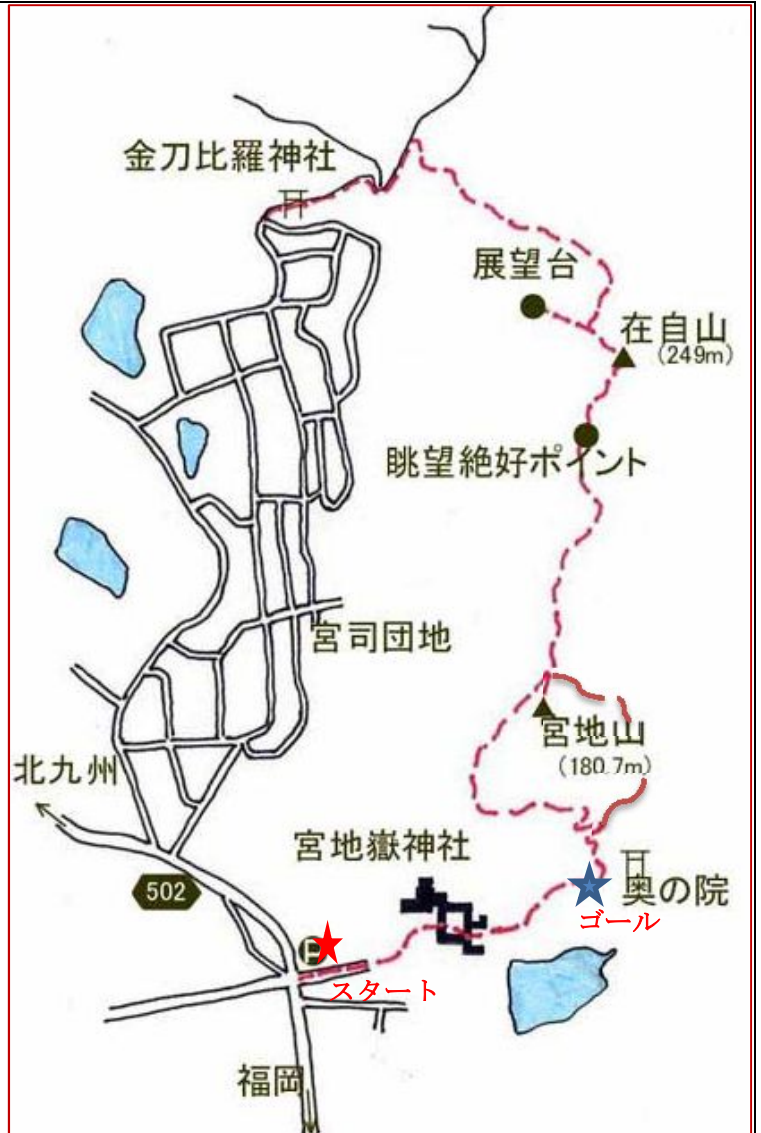 金刀比羅神社
展望台
在自山
(249m)
眺望絶好ポイント
宮司団地
宮地山
(180.7m)
北九州
宮地嶽神社
502
奥の院
ゴール
P
スタート
福岡